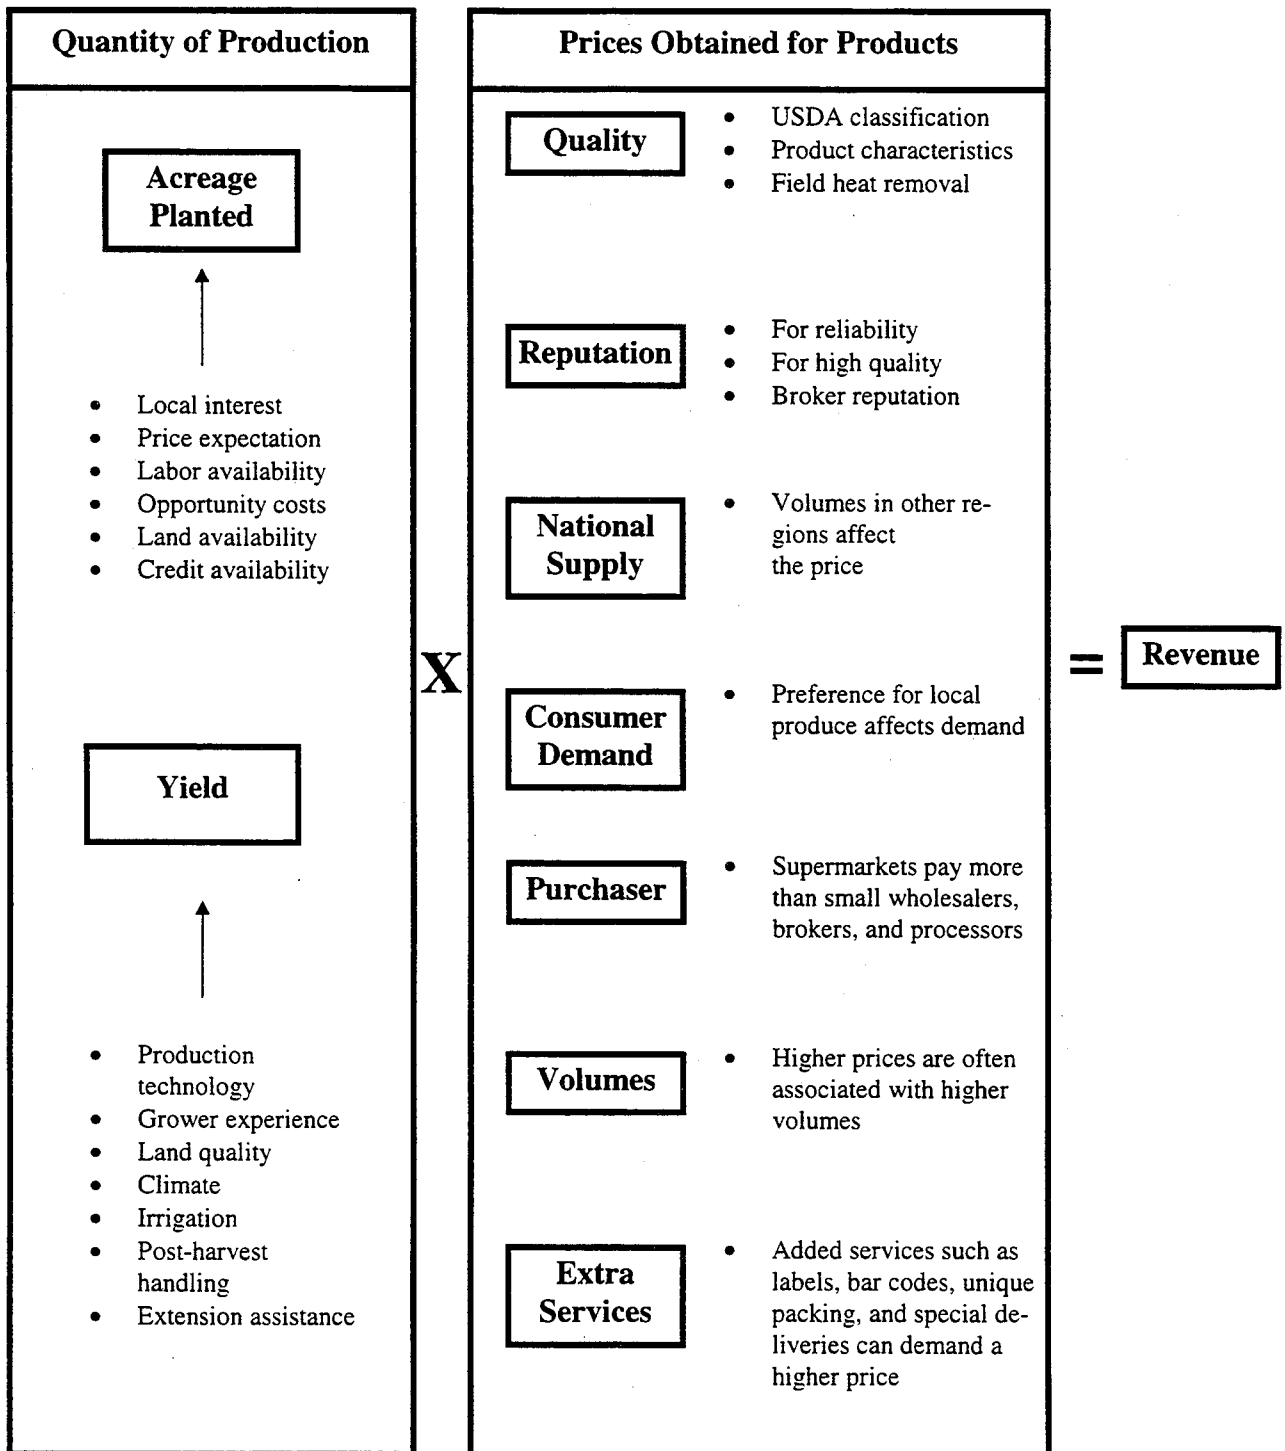 Quantity of Production
Acreage
Planted
• Local interest
• Price expectation
• Labor availability
• Opportunity costs
• Land availability
• Credit availability
Yield
• Production
technology
• Grower experience
• Land quality
• Climate
• Irrigation
• Post-harvest
handling
• Extension assistance
X
Prices Obtained for Products
Quality
• USDA classification
• Product characteristics
• Field heat removal
Reputation
• For reliability
• For high quality
• Broker reputation
National
Supply
• Volumes in other re-
gions affect
the price
Consumer
Demand
• Preference for local
produce affects demand
Purchaser
• Supermarkets pay more
than small wholesalers,
brokers, and processors
Volumes
• Higher prices are often
associated with higher
volumes
Extra
Services
• Added services such as
labels, bar codes, unique
packing, and special de-
liveries can demand a
higher price
=
Revenue